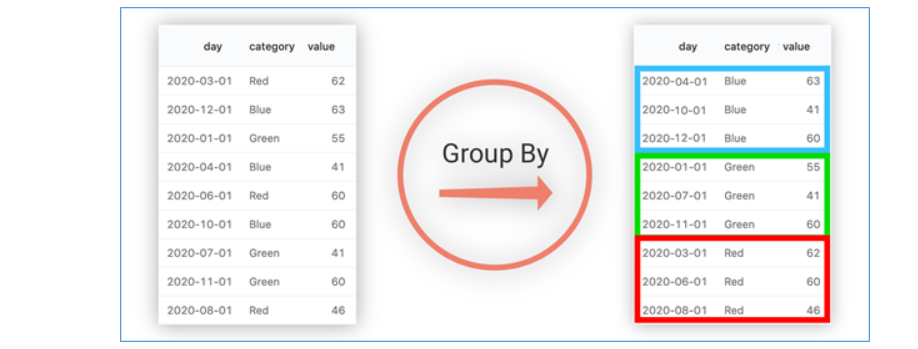 day category value
2020-03-01 Red 62
2020-12-01 Blue 63
2020-01-01 Green 55
2020-04-01 Blue 41
2020-06-01 Red 60
2020-10-01 Blue 60
2020-07-01 Green 41
2020-11-01 Green 60
2020-08-01 Red 46
Group By
day category value
2020-04-01 Blue 63
2020-10-01 Blue 41
2020-12-01 Blue 60
2020-01-01 Green 55
2020-07-01 Green 41
2020-11-01 Green 60
2020-03-01 Red 62
2020-06-01 Red 60
2020-08-01 Red 46